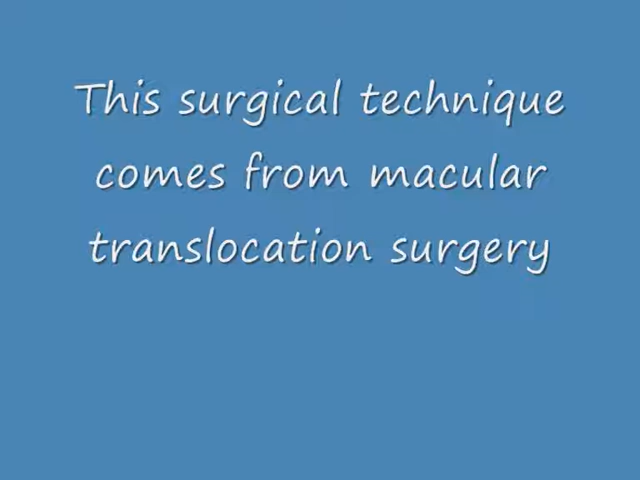 This surgical technique
comes from macular
translocation surgery